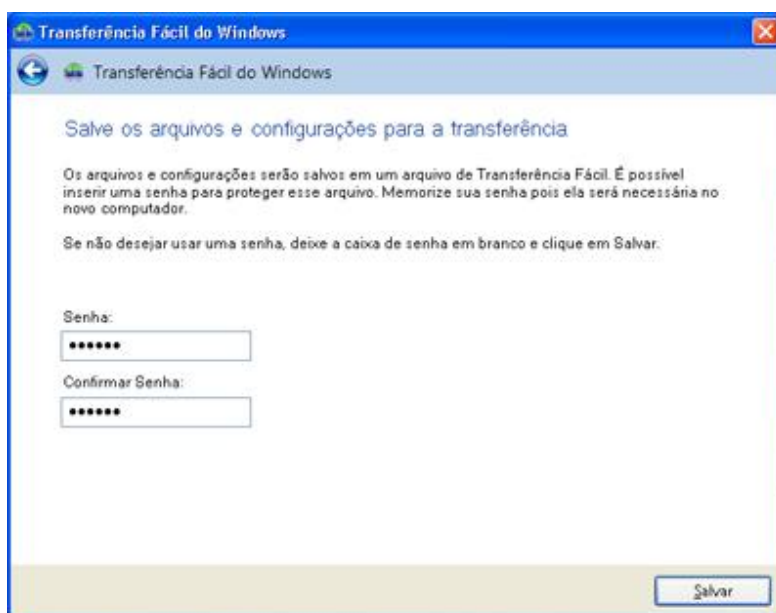 Transferência Fácil do Windows
Transferência Fácil do Windows
Salve os arquivos e configurações para a transferência
Os arquivos e configurações serão salvos em um arquivo de Transferência Fácil. É possível
inserir uma senha para proteger esse arquivo. Memorize sua senha pois ela será necessária no
novo computador.
Se não desejar usar uma senha, deixe a caixa de senha em branco e clique em Salvar.
Senha:
••••••
Confirmar Senha:
••••••
Salvar